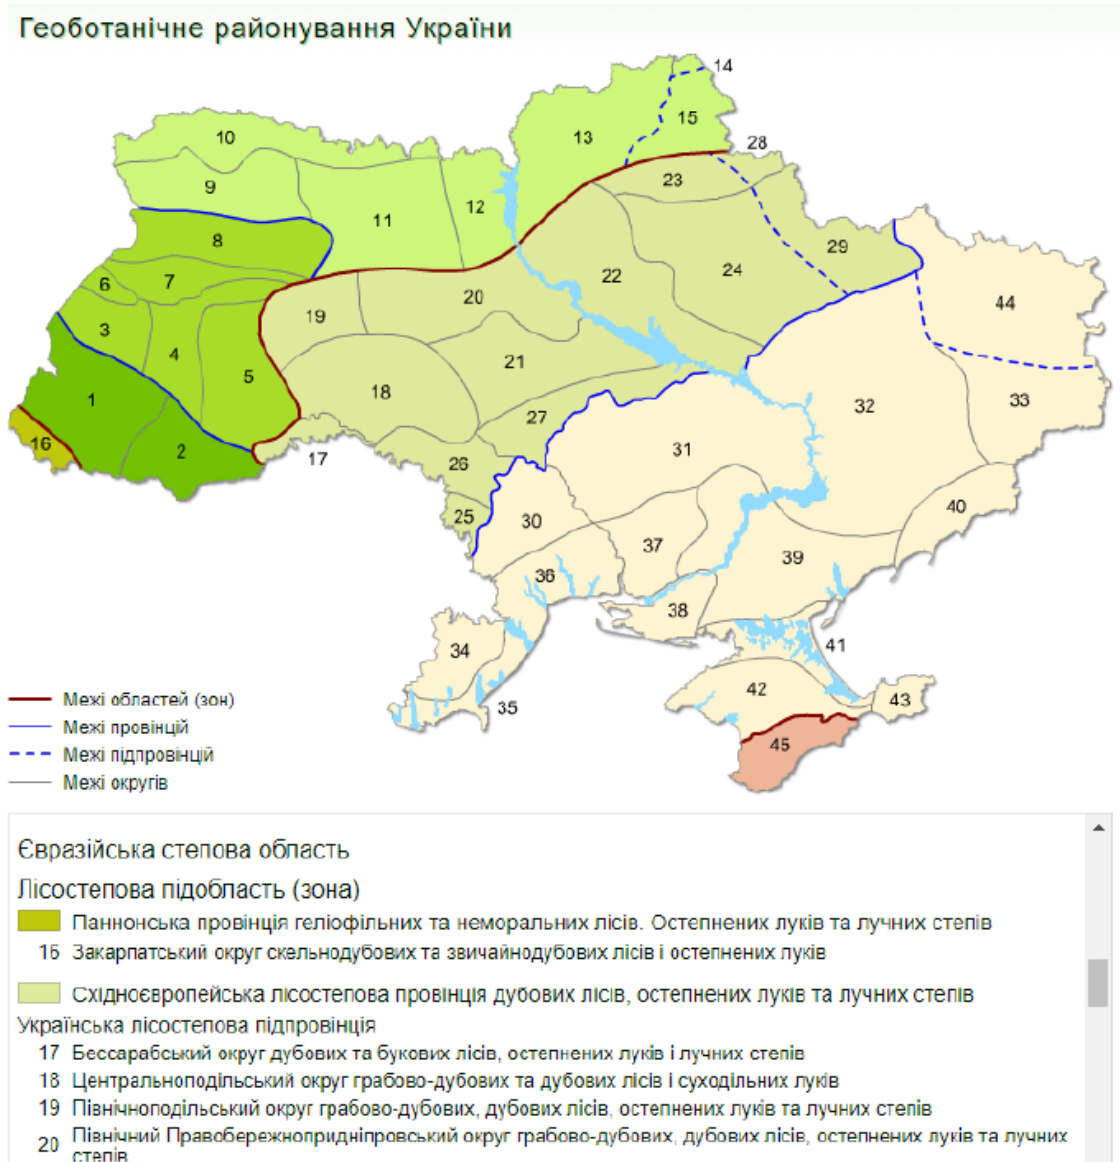 Геоботанічне районування України
14
10
13
15
28
9
23
11
12
8
29
6
7
22
24
20
44
3
19
4
21
5
18
1
32
33
27
16
2
17
31
26
25
30
40
37
39
36
38
34
41
42
43
35
45
Межі областей (зон)
Межі провінцій
Межі підпровінцій
Межі округів
Євразійська степова область
Лісостепова підобласть (зона)
Паннонська провінція геліофільних та неморальних лісів. Остепнених луків та лучних степів
16 Закарпатський округ скельнодубових та звичайнодубових лісів і остепнених луків
Східноєвропейська лісостепова провінція дубових лісів, остепнених луків та лучних степів
Українська лісостепова підпровінція
17 Бессарабський округ дубових та букових лісів, остепнених луків і лучних степів
18 Центральноподільський округ грабово-дубових та дубових лісів і суходільних луків
19 Північноподільський округ грабово-дубових, дубових лісів, остепнених луків та лучних степів
20 Північний Правобережнопридніпровський округ грабово-дубових, дубових лісів, остепнених луків та лучних
степів